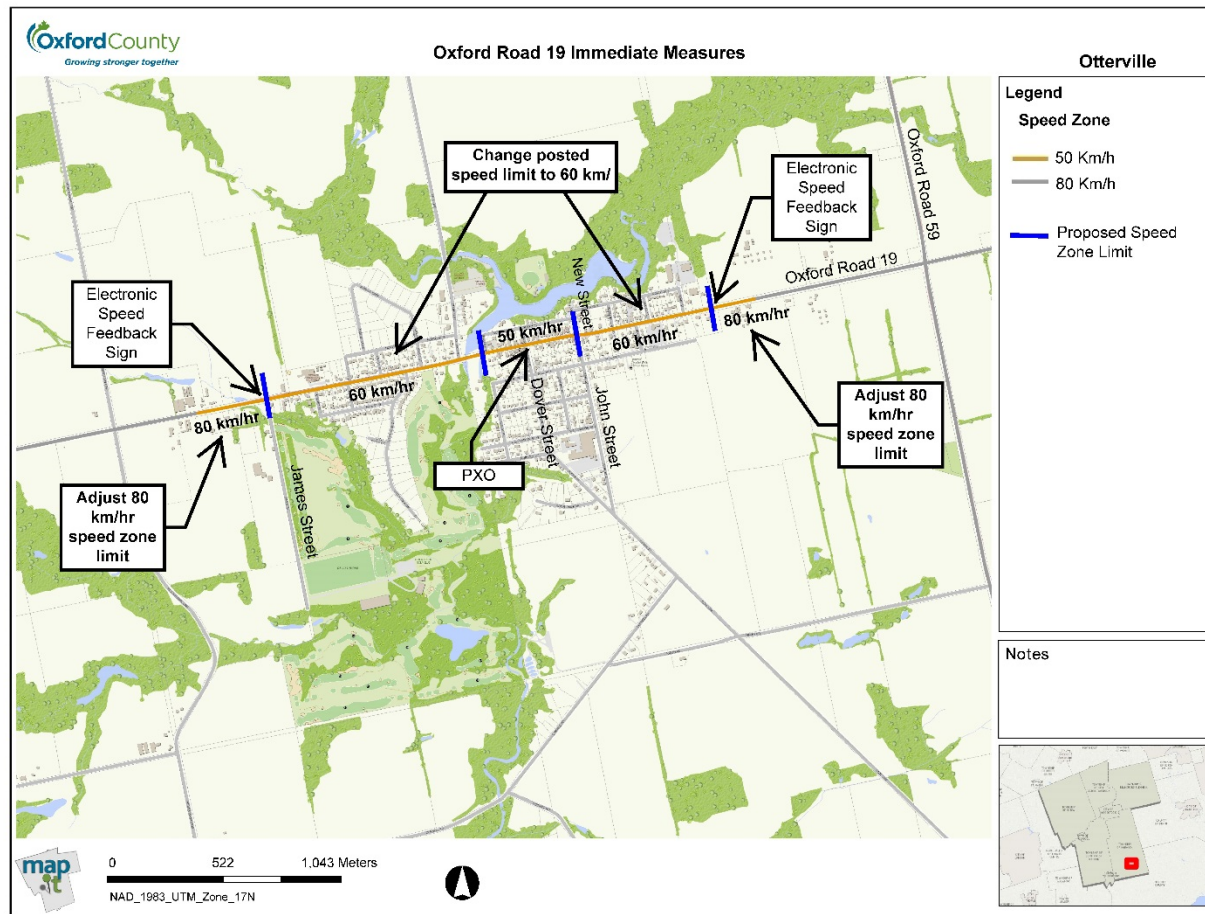 OxfordCounty
Growing stronger together
Oxford Road 19 Immediate Measures
Otterville
Legend
Speed Zone
50 Km/h
80 Km/h
Proposed Speed
Zone Limit
Change posted
speed limit to 60 km/
Electronic
Speed
Feedback
Sign
Oxford Road 59
Oxford Road 19
New Street
Electronic
Speed
Feedback
Sign
50 km/hr
60 km/hr
80 km/hr
60 km/hr
80 km/hr
Dover Street
John Street
Adjust 80
km/hr
speed zone
limit
PXO
James Street
Adjust 80
km/hr
speed zone
limit
Notes
map it
0 522 1,043 Meters
NAD_1983_UTM_Zone_17N